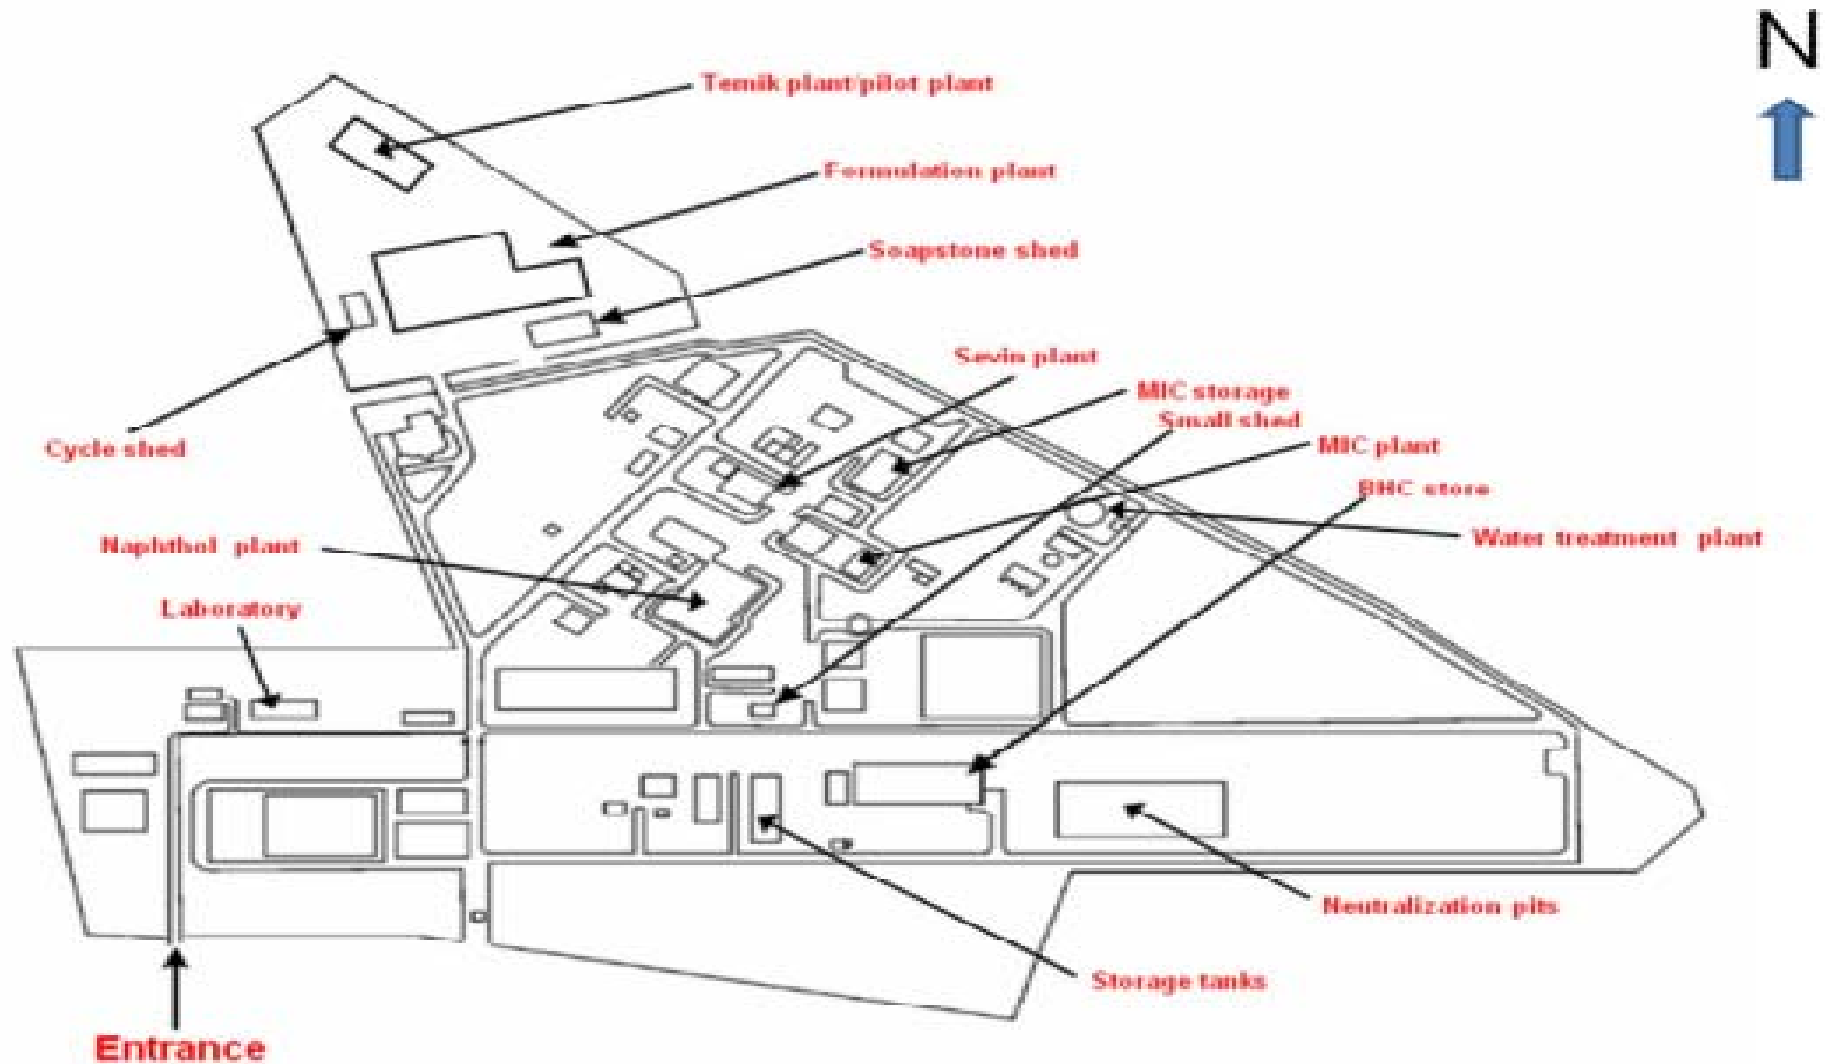 N
Temik plant/pilot plant
Formulation plant
Soapstone shed
Sevin plant
MIC storage
Small shed
MIC plant
Cycle shed
BHC store
Water treatment plant
Naphthol plant
Laboratory
Neutralization pits
Storage tanks
Entrance